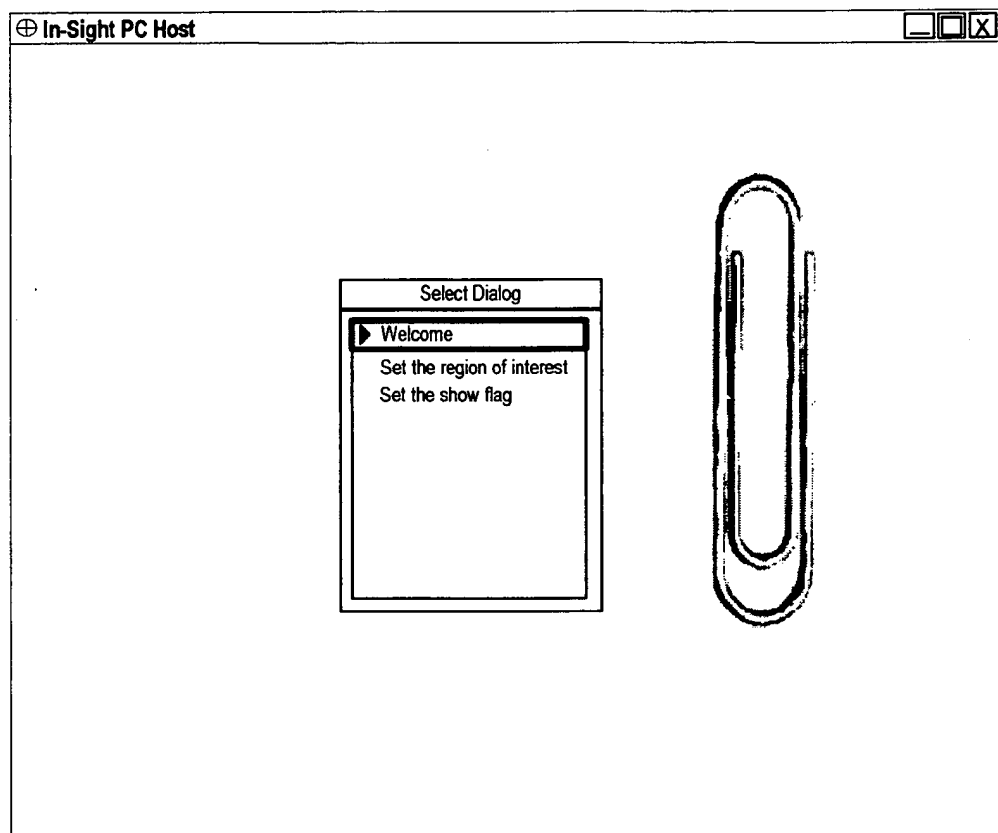 In-Sight PC Host
Select Dialog
Welcome
Set the region of interest
Set the show flag